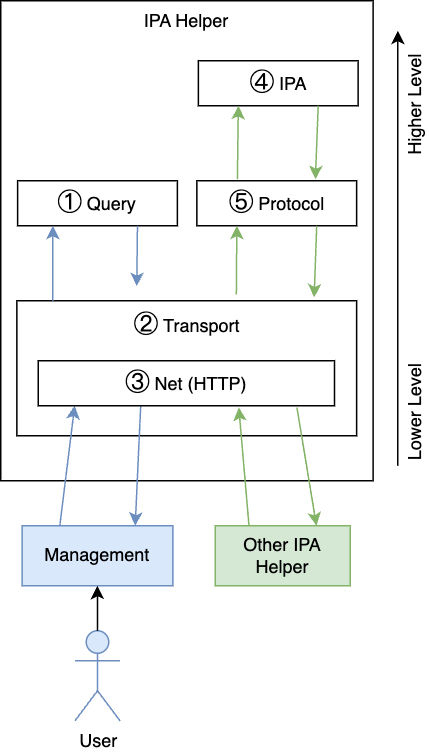 IPA Helper
④ IPA
① Query
⑤ Protocol
② Transport
③ Net (HTTP)
Higher Level
Lower Level
Management
Other IPA
Helper
User